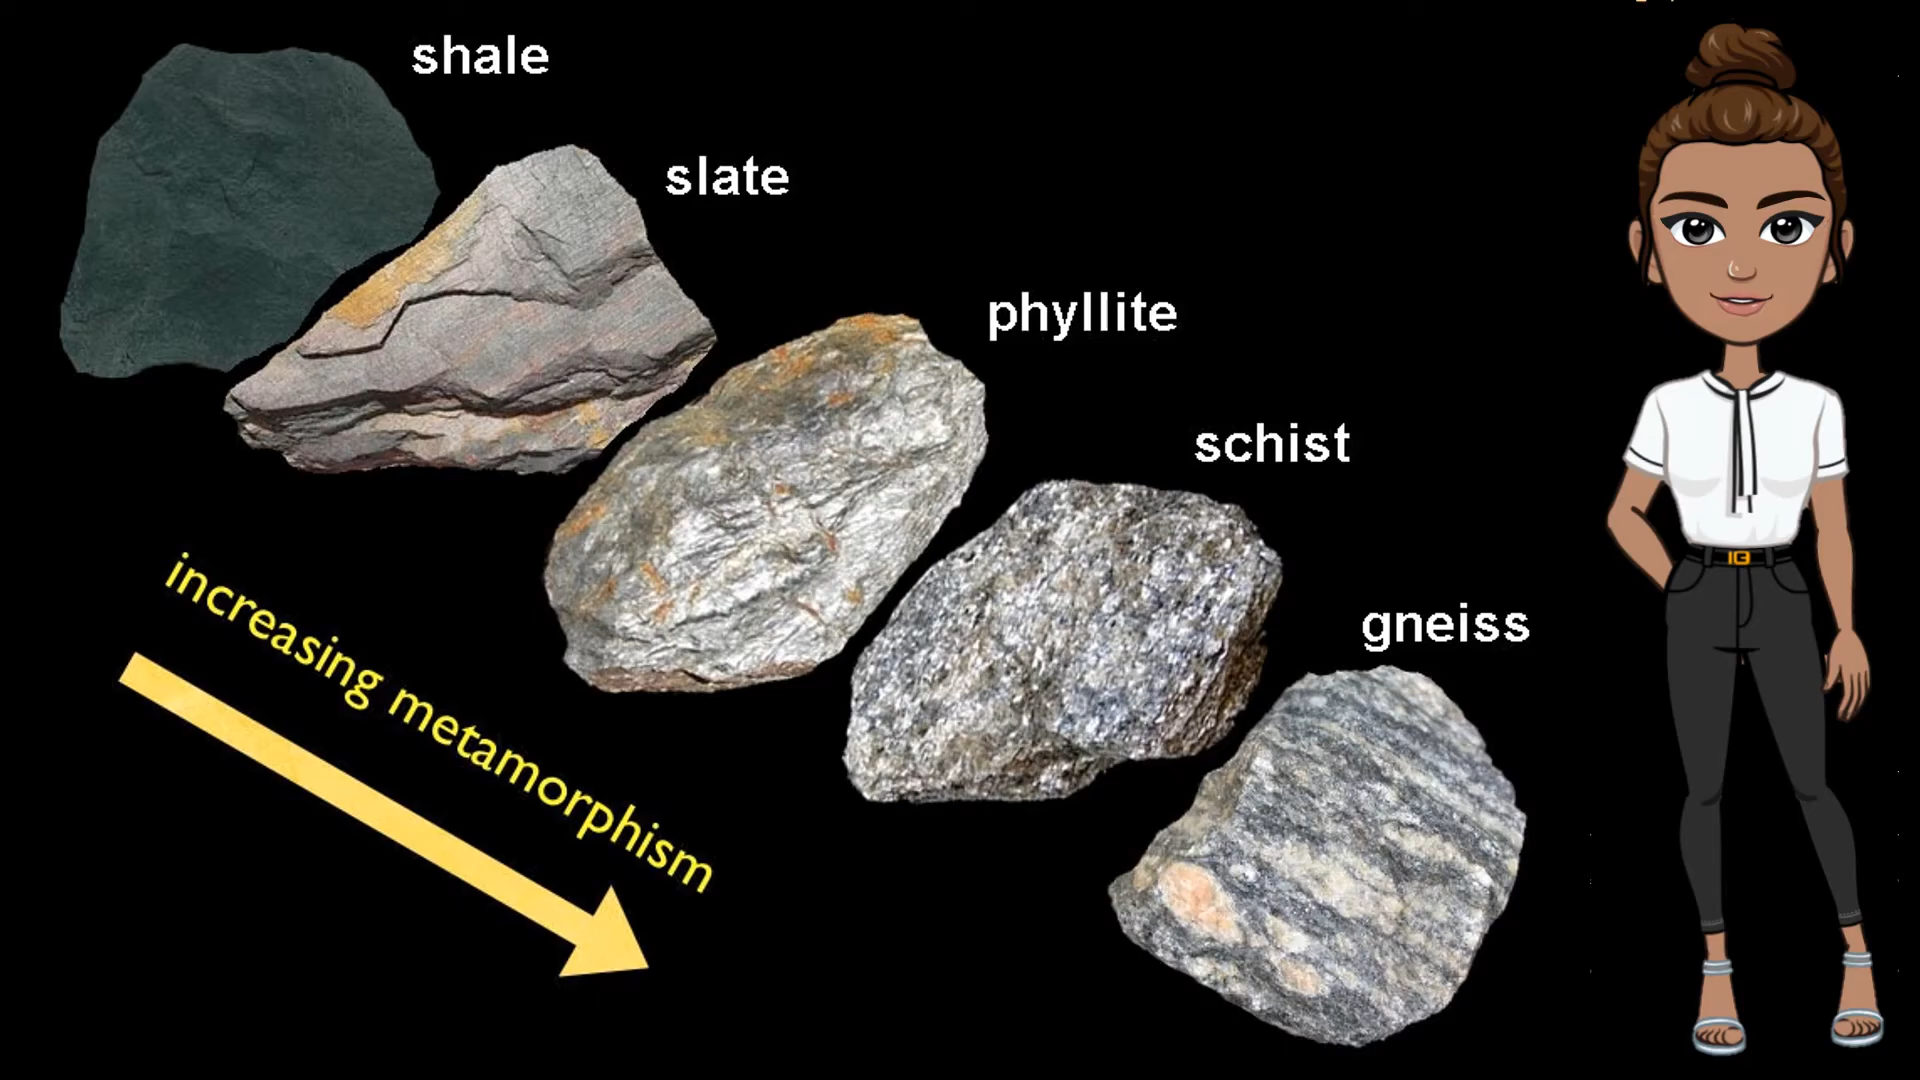 shale
slate
phyllite
schist
gneiss
increasing metamorphism